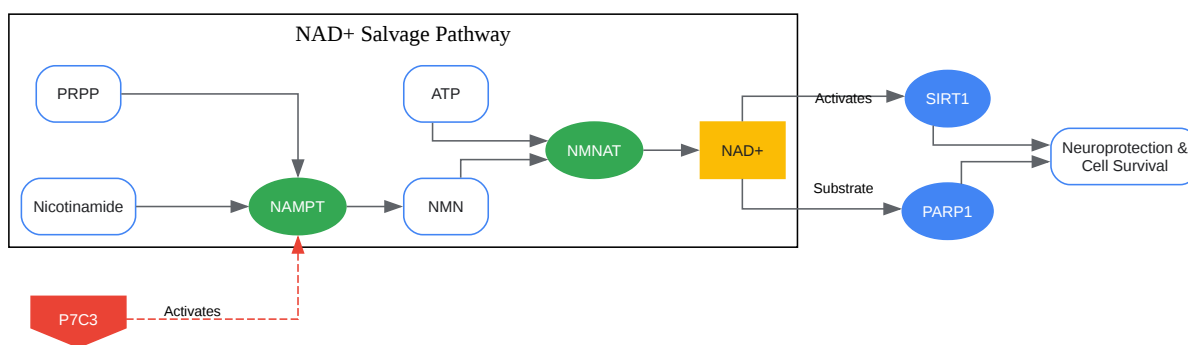 NAD+ Salvage Pathway
PRPP
ATP
Activates
SIRT1
NMNAT
NAD+
Neuroprotection &
Cell Survival
Nicotinamide
NAMPT
NMN
Substrate
PARP1
P7C3
Activates